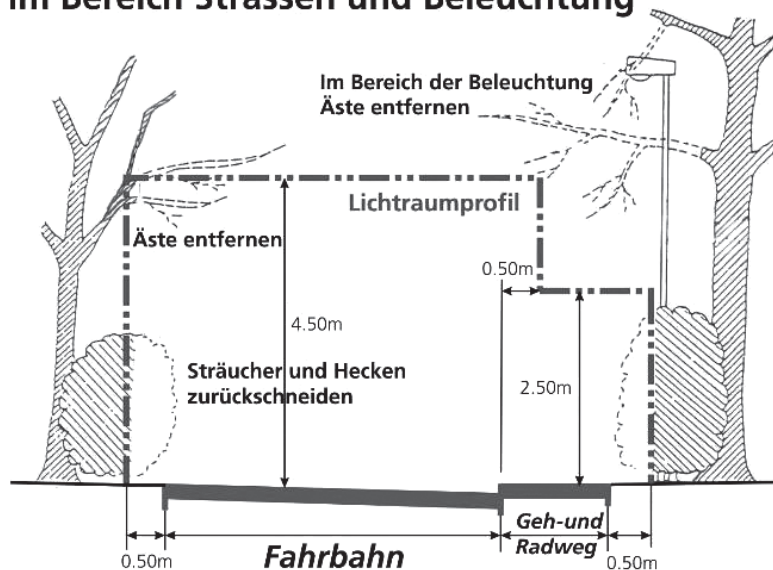 im Bereich Strassen und Beleuchtung
Im Bereich der Beleuchtung
Äste entfernen
Lichtraumprofil
Äste entfernen
0.50m
4.50m
Sträucher und Hecken
zurückschneiden
2.50m
0.50m
Fahrbahn
Geh-und
Radweg
0.50m